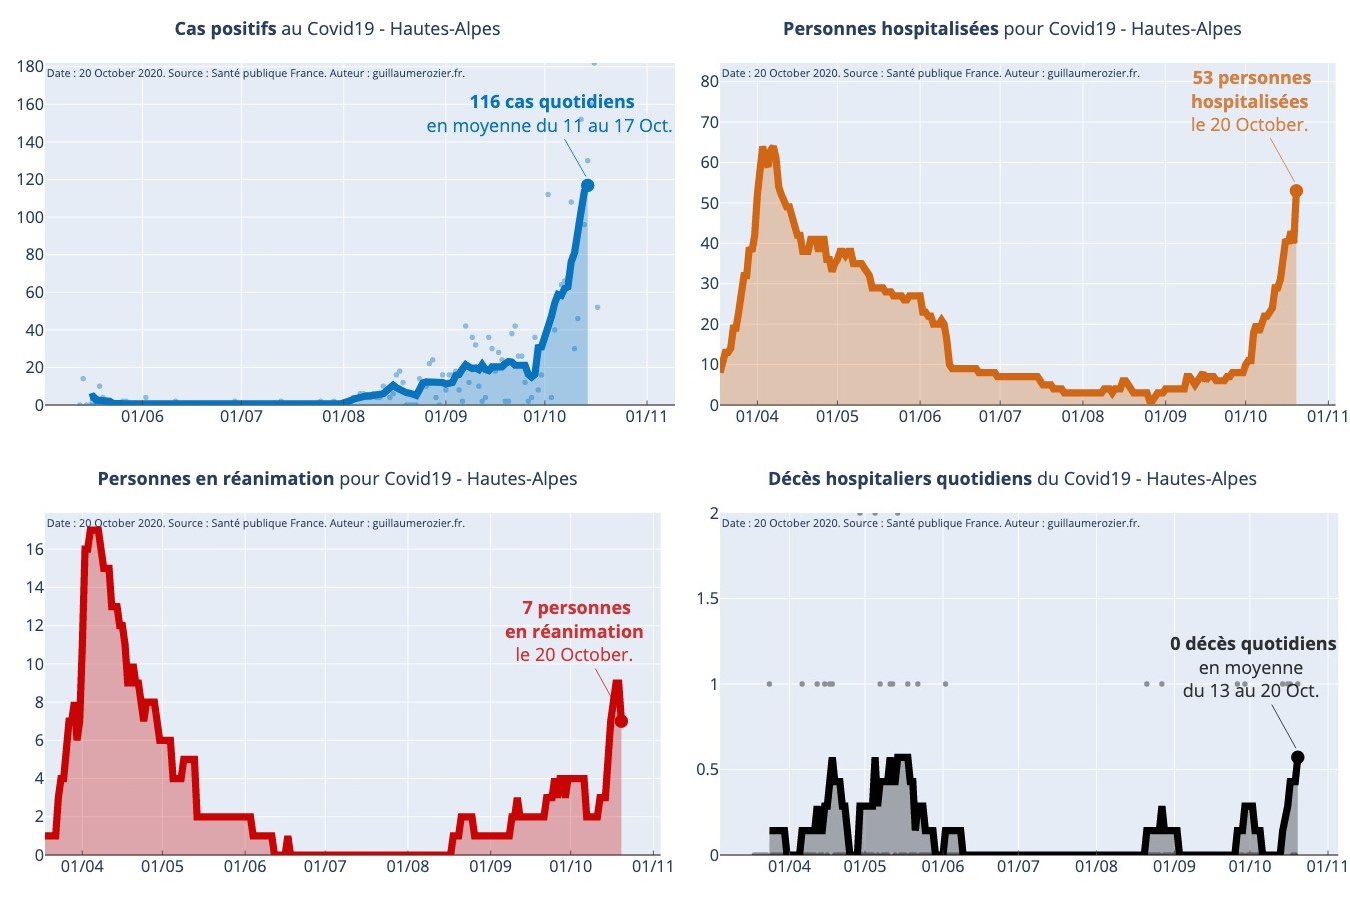 Cas positifs au Covid19 - Hautes-Alpes
Date : 20 October 2020. Source : Santé publique France. Auteur : guillaumerozier.fr.
116 cas quotidiens
en moyenne du 11 au 17 Oct.
180
160
140
120
100
80
60
40
20
0
01/06 01/07 01/08 01/09 01/10 01/11
Personnes hospitalisées pour Covid19 - Hautes-Alpes
Date : 20 October 2020. Source : Santé publique France. Auteur : guillaumerozier.fr.
53 personnes
hospitalisées
le 20 October.
80
70
60
50
40
30
20
10
0
01/04 01/05 01/06 01/07 01/08 01/09 01/10 01/11
Personnes en réanimation pour Covid19 - Hautes-Alpes
Date : 20 October 2020. Source : Santé publique France. Auteur : guillaumerozier.fr.
7 personnes
en réanimation
le 20 October.
16
14
12
10
8
6
4
2
0
01/04 01/05 01/06 01/07 01/08 01/09 01/10 01/11
Décès hospitaliers quotidiens du Covid19 - Hautes-Alpes
Date : 20 October 2020. Source : Santé publique France. Auteur : guillaumerozier.fr.
0 décès quotidiens
en moyenne
du 13 au 20 Oct.
2
1.5
1
0.5
0
01/04 01/05 01/06 01/07 01/08 01/09 01/10 01/11